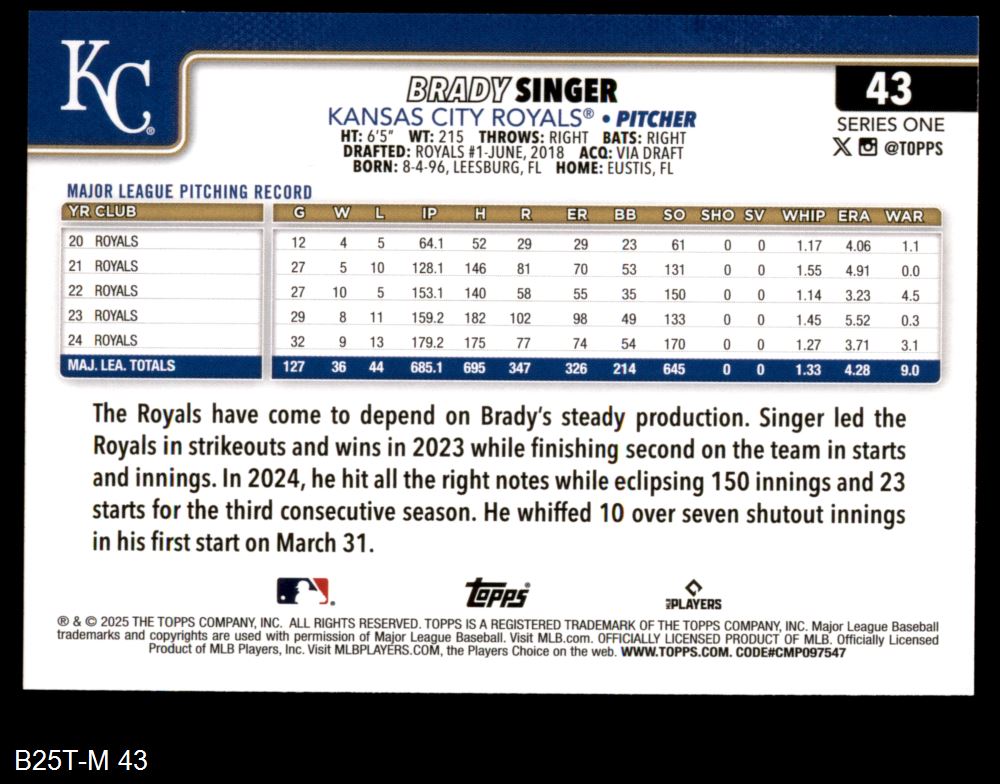 KC®
BRADY SINGER
43
KANSAS CITY ROYALS® • PITCHER
SERIES ONE
HT: 6'5" WT: 215 THROWS: RIGHT BATS: RIGHT
@TOPPS
DRAFTED: ROYALS #1-JUNE, 2018 ACQ: VIA DRAFT
BORN: 8-4-96, LEESBURG, FL HOME: EUSTIS, FL
MAJOR LEAGUE PITCHING RECORD
YR CLUB G W L IP H R ER BB SO SHO SV WHIP ERA WAR
20 ROYALS 12 4 5 64.1 52 29 29 23 61 0 0 1.17 4.06 1.1
21 ROYALS 27 5 10 128.1 146 81 70 53 131 0 0 1.55 4.91 0.0
22 ROYALS 27 10 5 153.1 140 58 55 35 150 0 0 1.14 3.23 4.5
23 ROYALS 29 8 11 159.2 182 102 98 49 133 0 0 1.45 5.52 0.3
24 ROYALS 32 9 13 179.2 175 77 74 54 170 0 0 1.27 3.71 3.1
MAJ. LEA. TOTALS 127 36 44 685.1 695 347 326 214 645 0 0 1.33 4.28 9.0
The Royals have come to depend on Brady's steady production. Singer led the
Royals in strikeouts and wins in 2023 while finishing second on the team in starts
and innings. In 2024, he hit all the right notes while eclipsing 150 innings and 23
starts for the third consecutive season. He whiffed 10 over seven shutout innings
in his first start on March 31.
TOPPS®
MLB PLAYERS
® & © 2025 THE TOPPS COMPANY, INC. ALL RIGHTS RESERVED. TOPPS IS A REGISTERED TRADEMARK OF THE TOPPS COMPANY, INC. Major League Baseball
trademarks and copyrights are used with permission of Major League Baseball. Visit MLB.com. OFFICIALLY LICENSED PRODUCT OF MLB. Officially Licensed
Product of MLB Players, Inc. Visit MLBPLAYERS.COM, the Players Choice on the web. WWW.TOPPS.COM. CODE#CMP097547
B25T-M 43